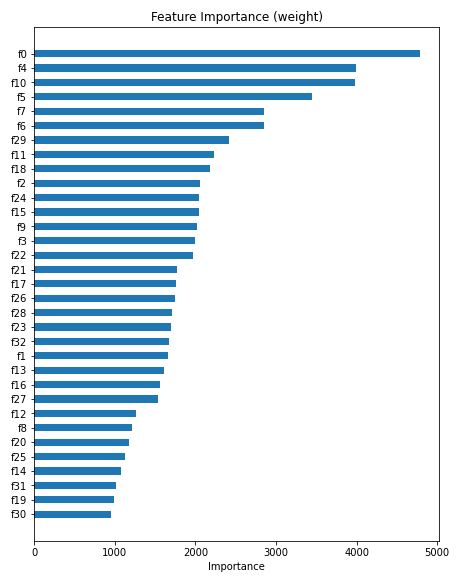 Feature Importance (weight)
f0
f4
f10
f5
f7
f6
f29
f11
f18
f2
f24
f15
f9
f3
f22
f21
f17
f26
f28
f23
f32
f1
f13
f16
f27
f12
f8
f20
f25
f14
f31
f19
f30
0 1000 2000 3000 4000 5000
Importance